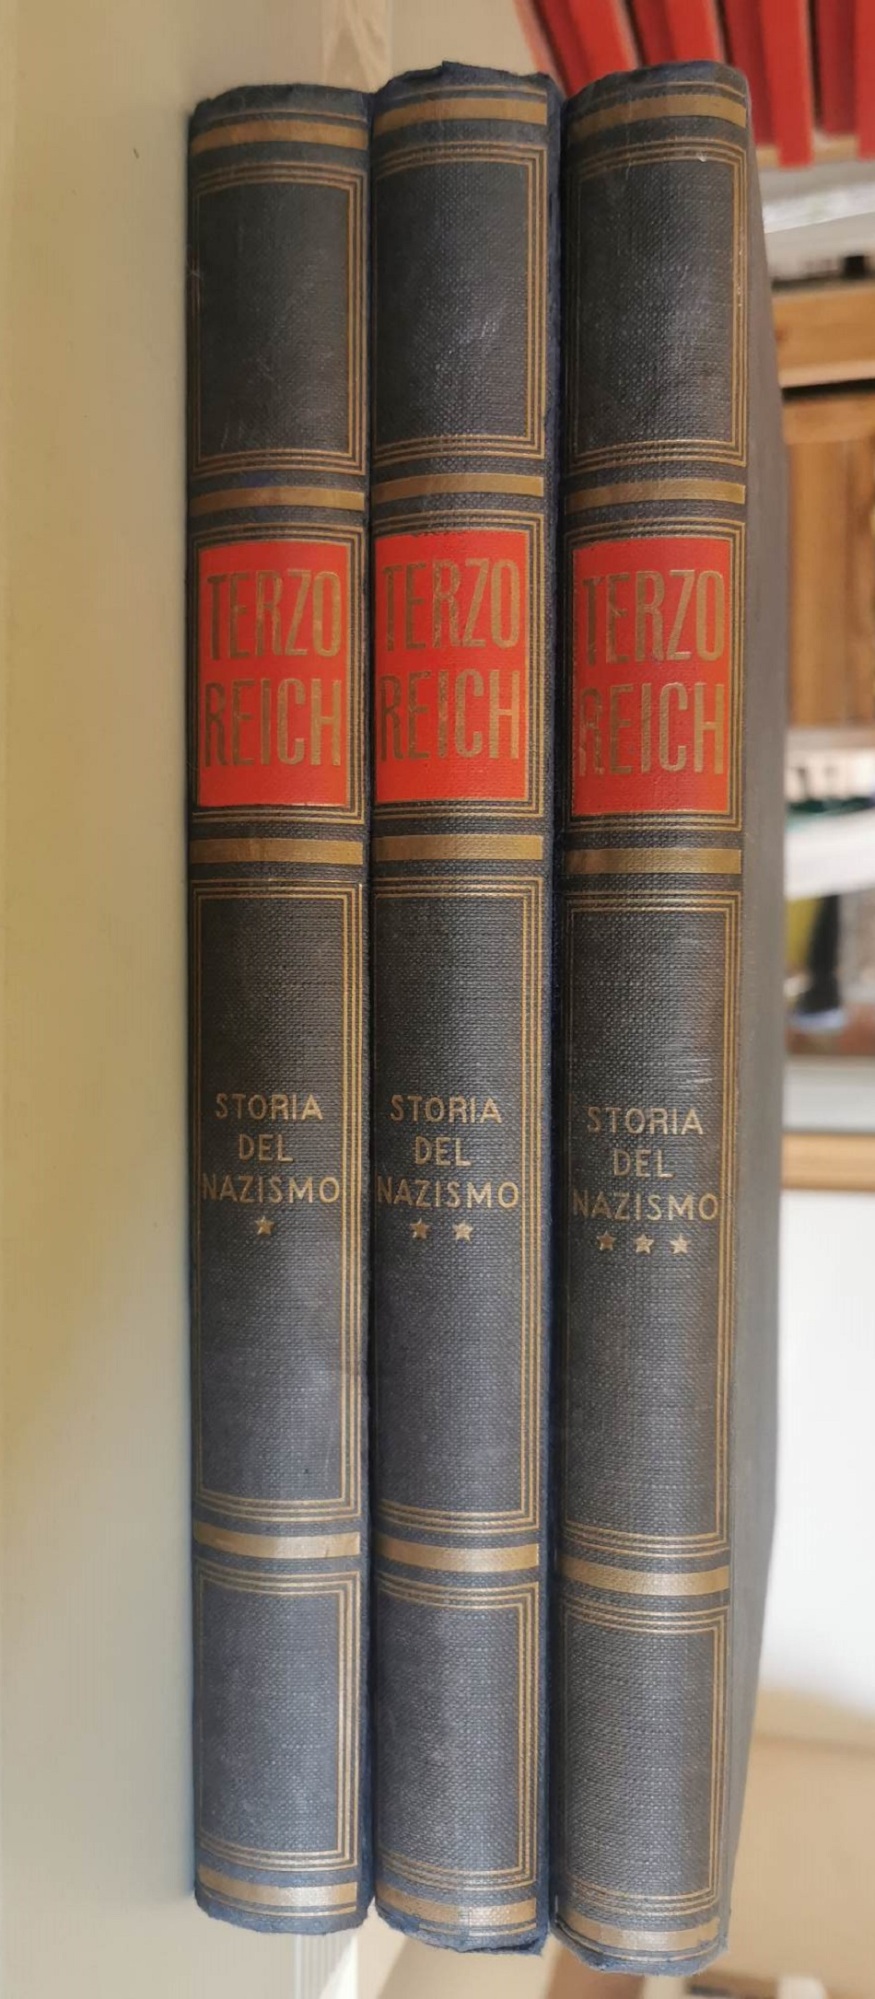 TERZO
REICH
STORIA
DEL
NAZISMO
★
TERZO
REICH
STORIA
DEL
NAZISMO
★ ★
TERZO
REICH
STORIA
DEL
NAZISMO
★ ★ ★